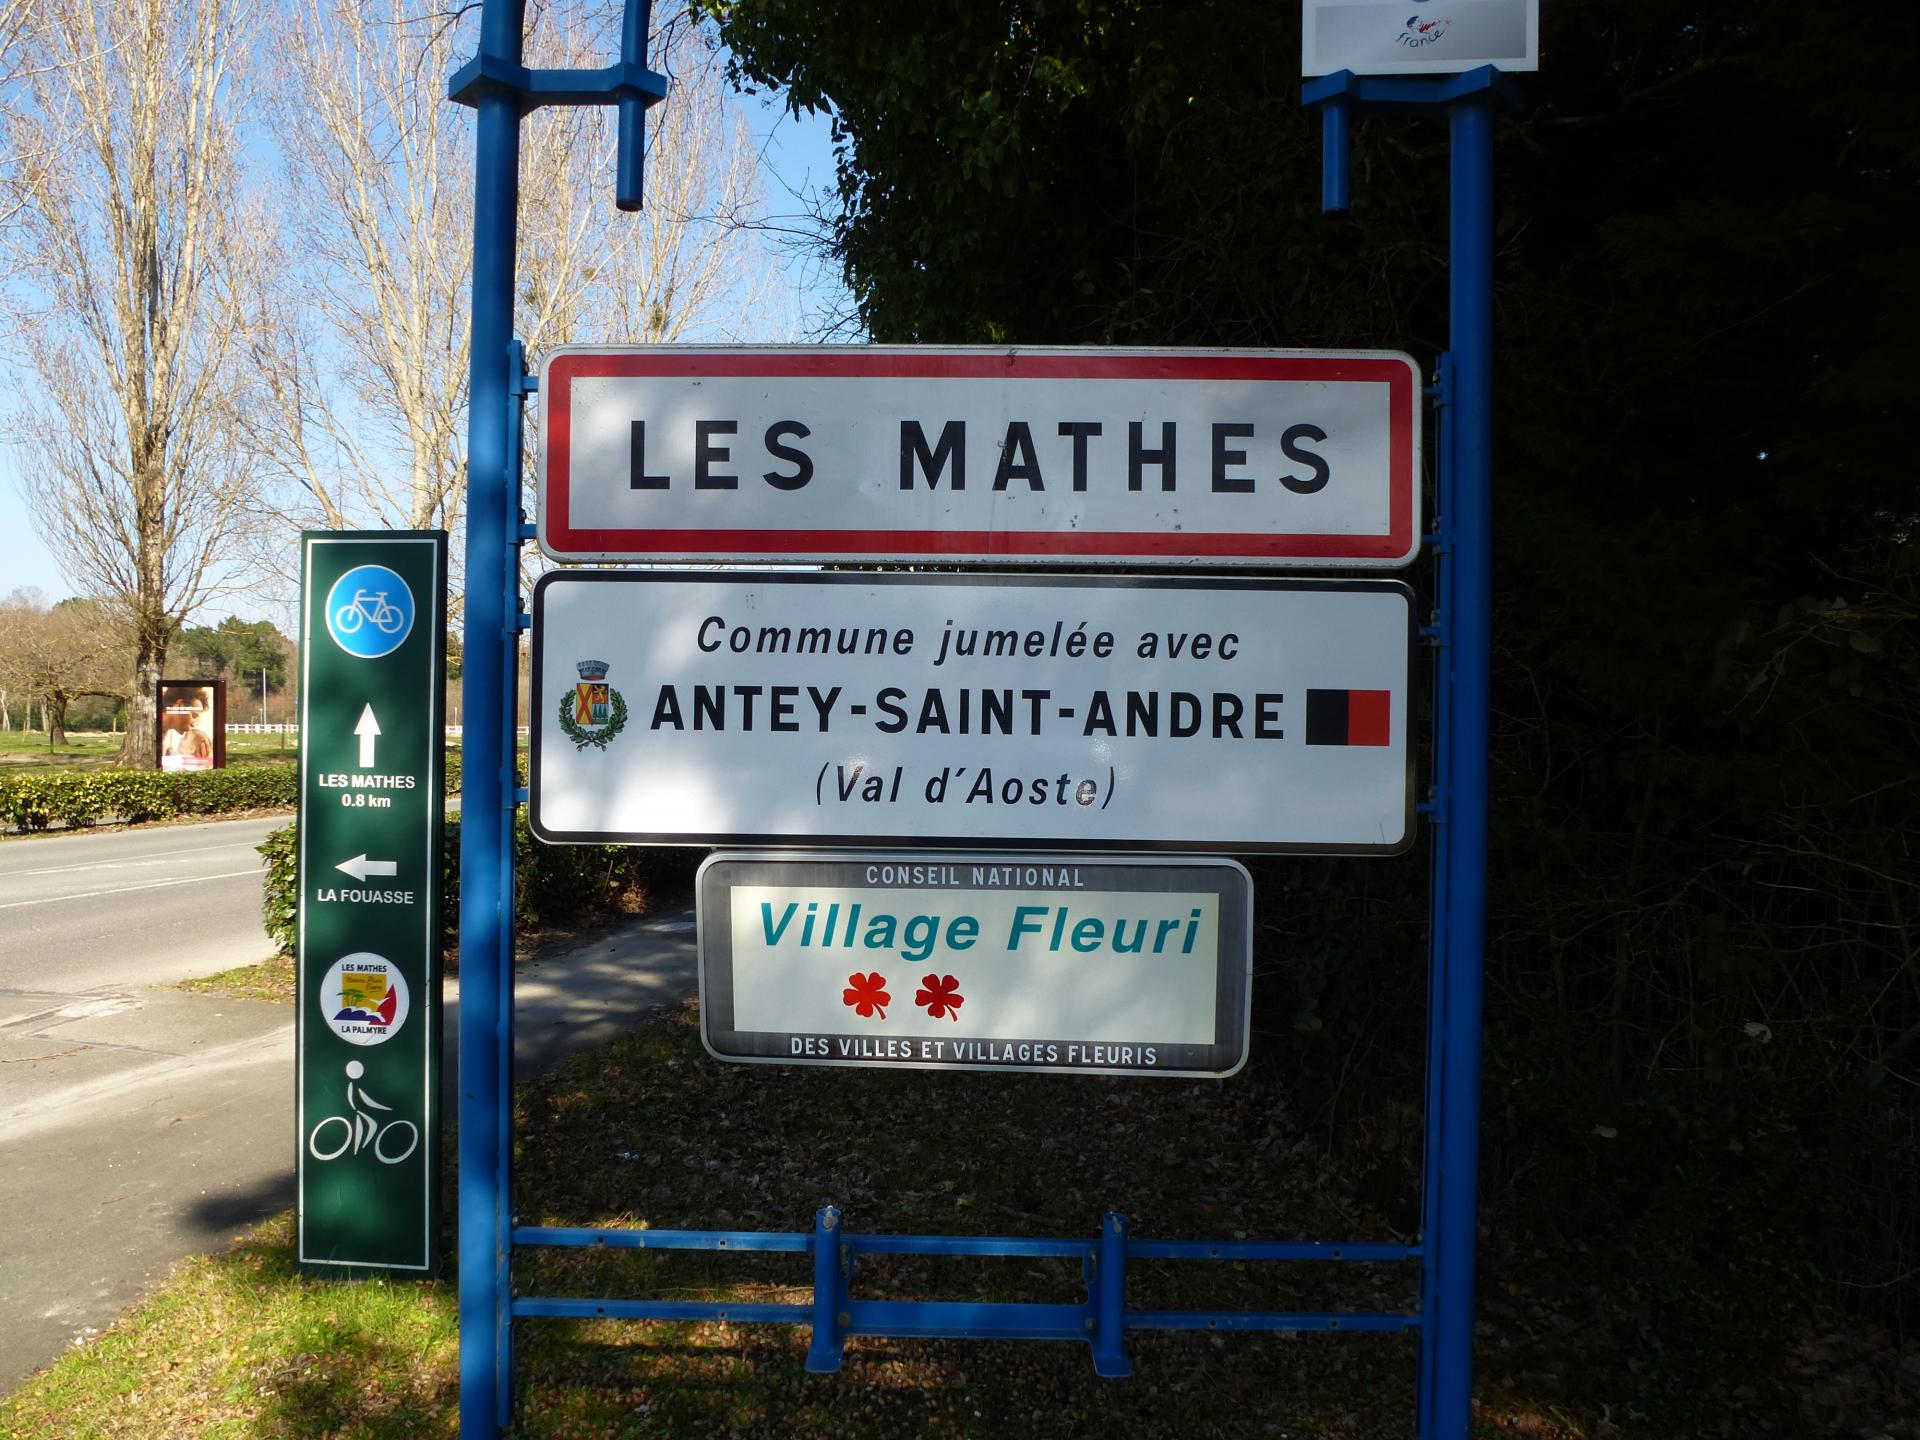 france
LES MATHES
Commune jumelée avec
ANTEY-SAINT-ANDRE
(Val d'Aoste)
CONSEIL NATIONAL
Village Fleuri
DES VILLES ET VILLAGES FLEURIS
LES MATHES
0.8 km
LA FOUASSE
LES MATHES
LA PALMYRE